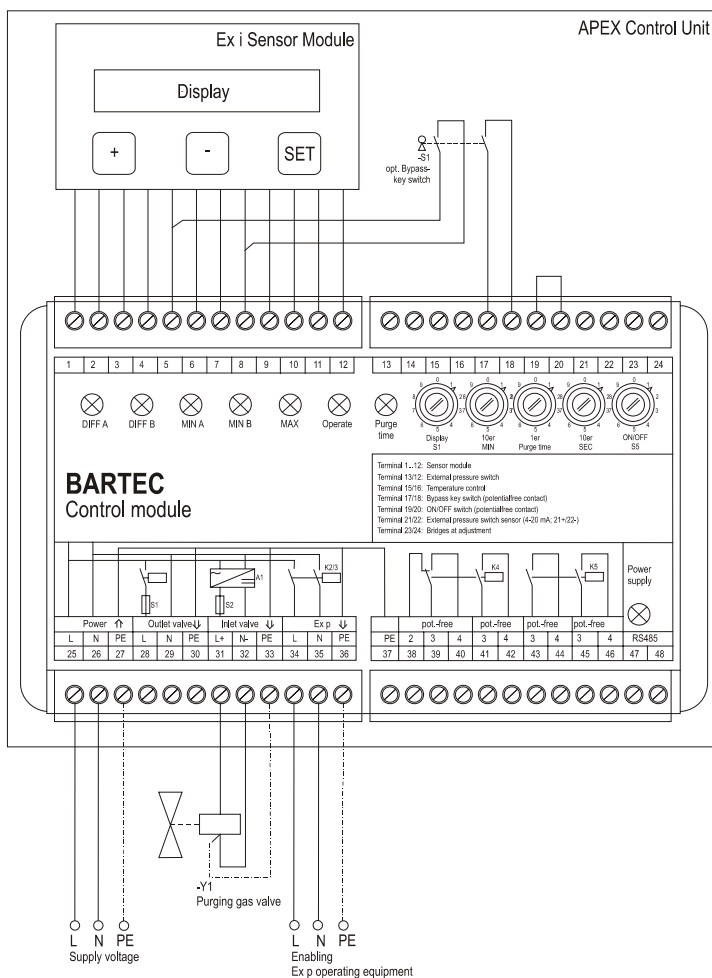 APEX Control Unit
Ex i Sensor Module
Display
+ - SET
-S1
opt. Bypass-
key switch
1 2 3 4 5 6 7 8 9 10 11 12
13 14 15 16 17 18 19 20 21 22 23 24
DIFF A DIFF B MIN A MIN B MAX Operate
Purge
time
Display
S1
10er
MIN
1er
Purge time
10er
SEC
ON/OFF
S5
BARTEC
Control module
Terminal 1...12: Sensor module
Terminal 13/12: External pressure switch
Terminal 15/16: Temperature control
Terminal 17/18: Bypass key switch (potentialfree contact)
Terminal 19/20: ON/OFF switch (potentialfree contact)
Terminal 21/22: External pressure switch sensor (4-20 mA; 21+/22-)
Terminal 23/24: Bridges at adjustment
S1
S2
A1
K2/3
K4
K5
Power
supply
Power ⇑ Outlet valve ⇓ Inlet valve ⇓ Ex p ⇓
L N PE L N PE L+ N- PE L N PE
25 26 27 28 29 30 31 32 33 34 35 36
pot.-free pot.-free pot.-free pot.-free
PE 2 3 4 3 4 3 4 3 4 RS485
37 38 39 40 41 42 43 44 45 46 47 48
-Y1
Purging gas valve
L N PE
Supply voltage
L N PE
Enabling
Ex p operating equipment